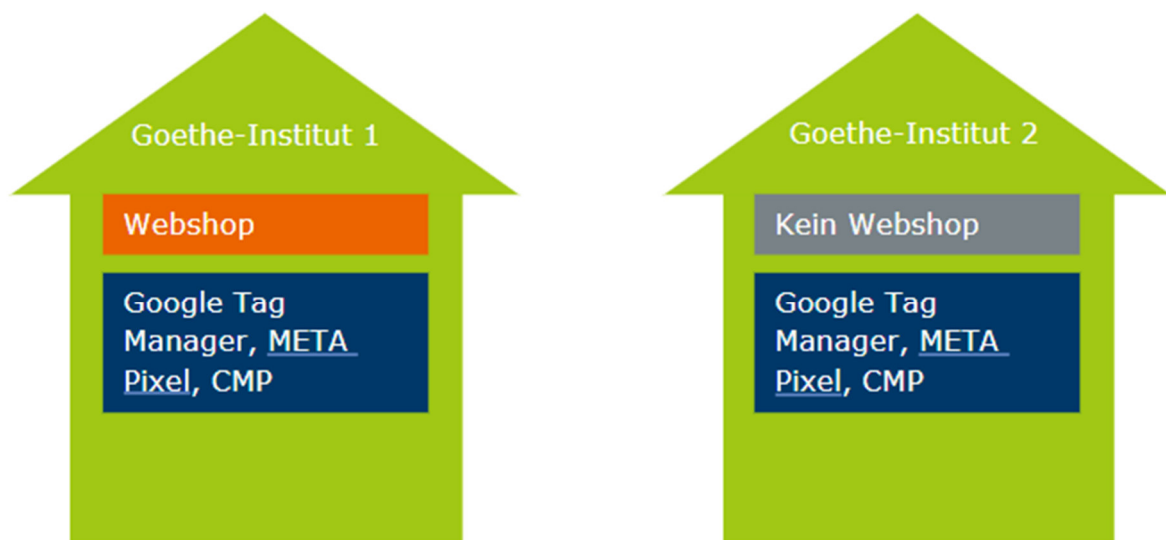 Goethe-Institut 1
Webshop
Google Tag
Manager, META
Pixel, CMP
Goethe-Institut 2
Kein Webshop
Google Tag
Manager, META
Pixel, CMP